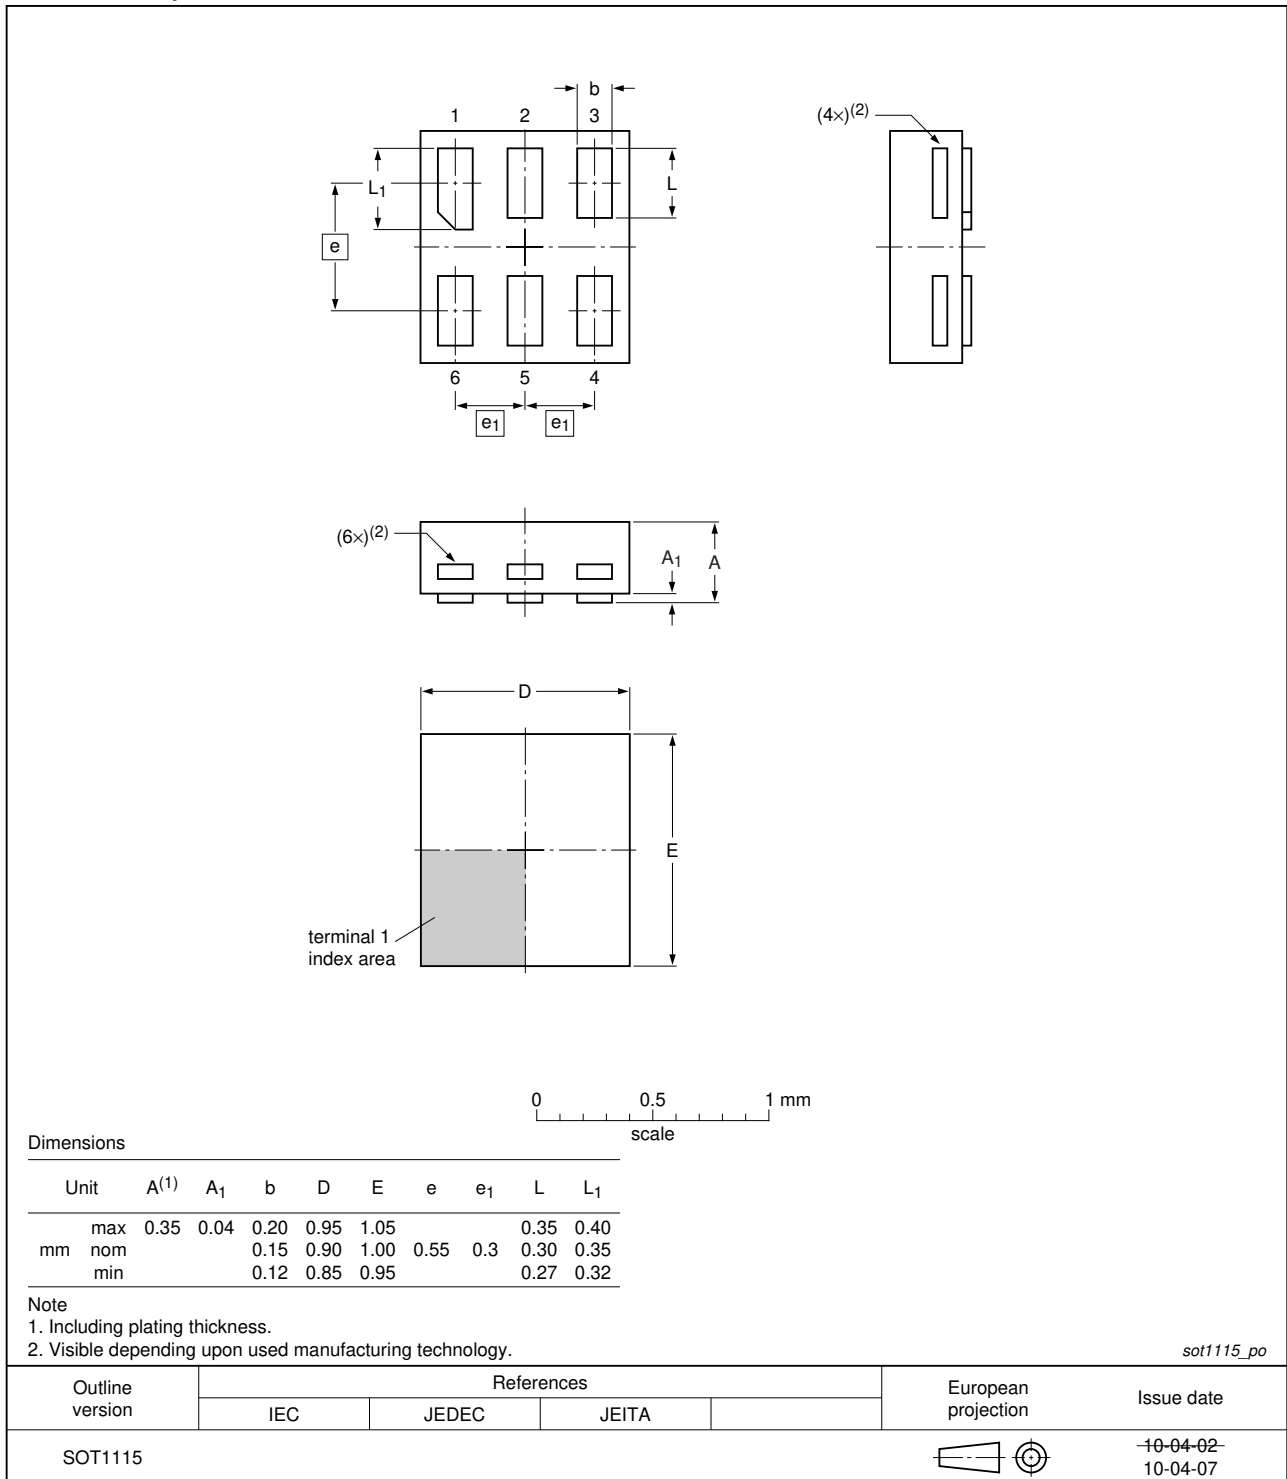 b
1 2 3
(4×)(2)
L1
L
e
6 5 4
e1 e1
(6×)(2)
A1 A
D
E
terminal 1
index area
0 0.5 1 mm
scale
Dimensions
Unit A(1) A1 b D E e e1 L L1
max 0.35 0.04 0.20 0.95 1.05 0.35 0.40
mm nom 0.15 0.90 1.00 0.55 0.3 0.30 0.35
min 0.12 0.85 0.95 0.27 0.32
Note
1. Including plating thickness.
2. Visible depending upon used manufacturing technology.
sot1115_po
Outline version
References
IEC JEDEC JEITA
European projection
Issue date
SOT1115
10-04-02
10-04-07